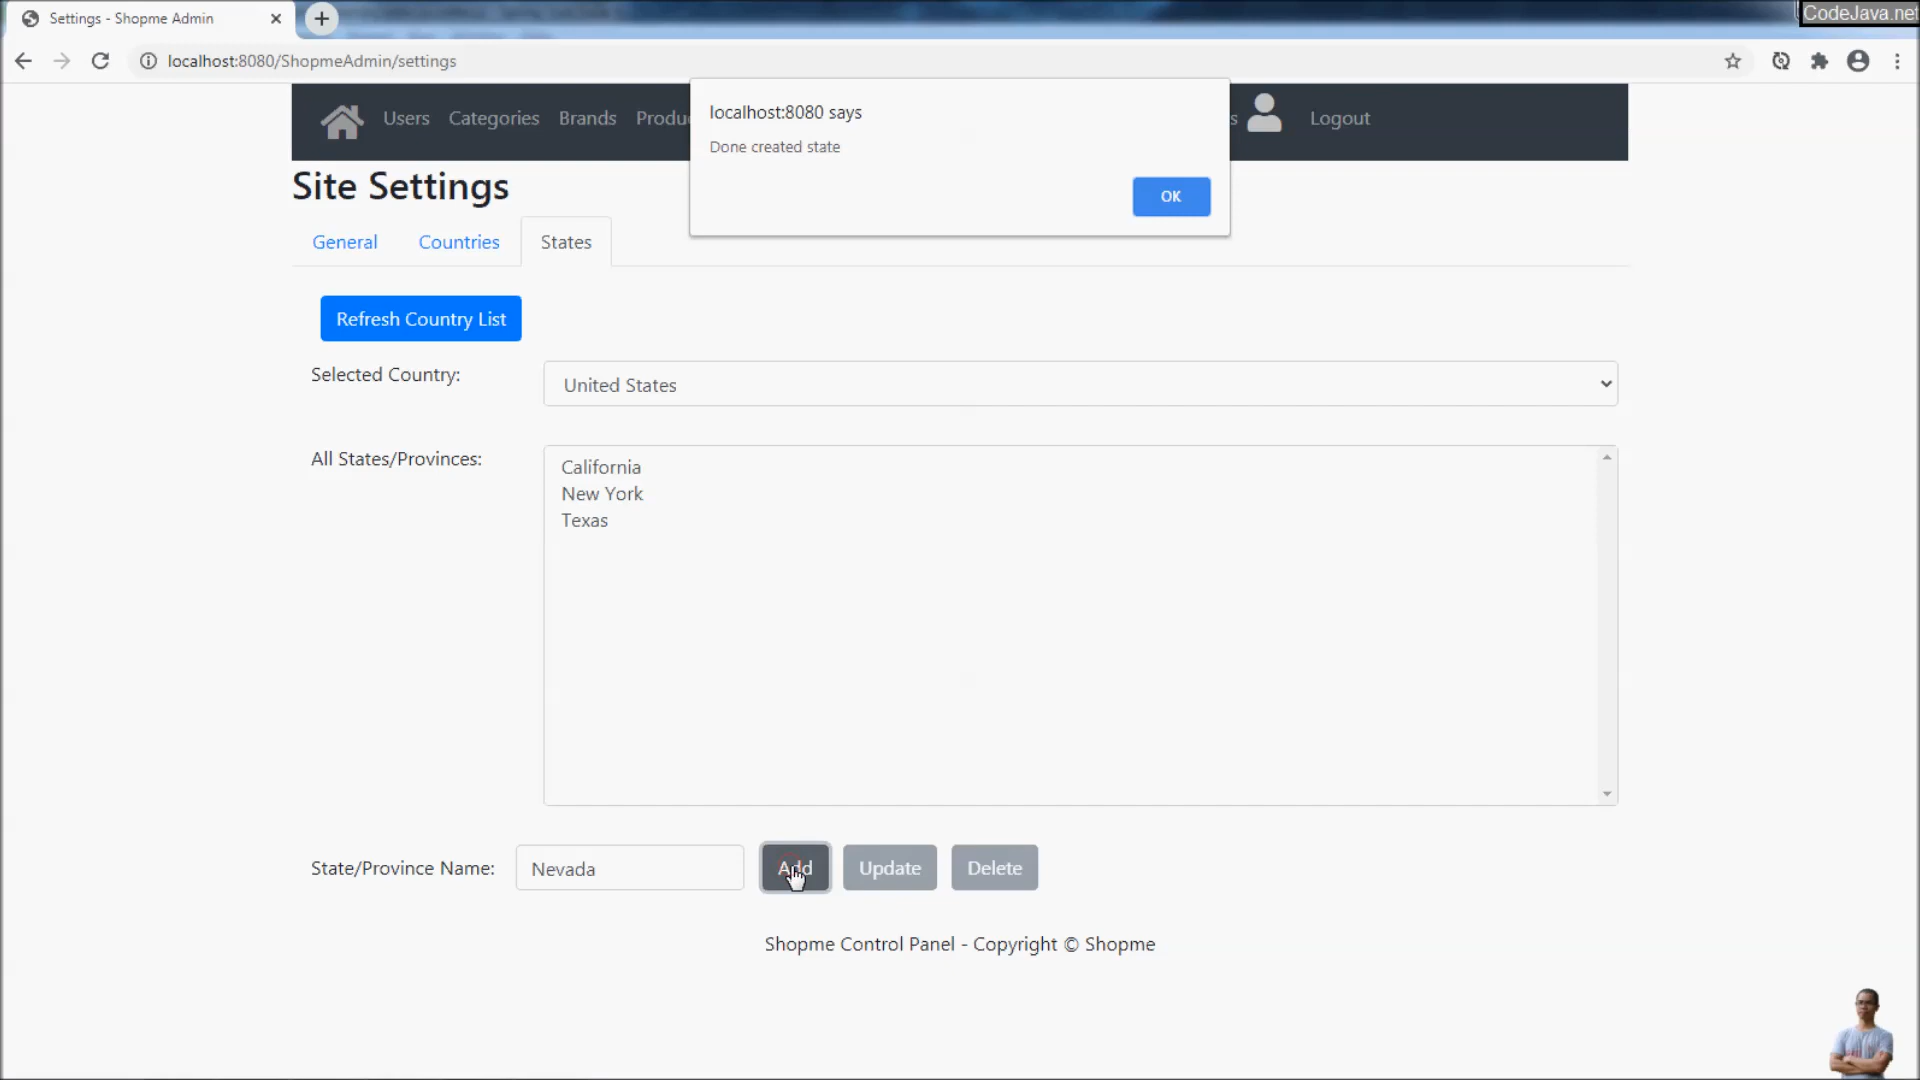 Settings - Shopme Admin
CodeJava.net
localhost:8080/ShopmeAdmin/settings
localhost:8080 says
Done created state
OK
Users Categories Brands Produ
s
Logout
Site Settings
General Countries States
Refresh Country List
Selected Country:
United States
All States/Provinces:
California
New York
Texas
State/Province Name:
Nevada
Add
Update
Delete
Shopme Control Panel - Copyright © Shopme